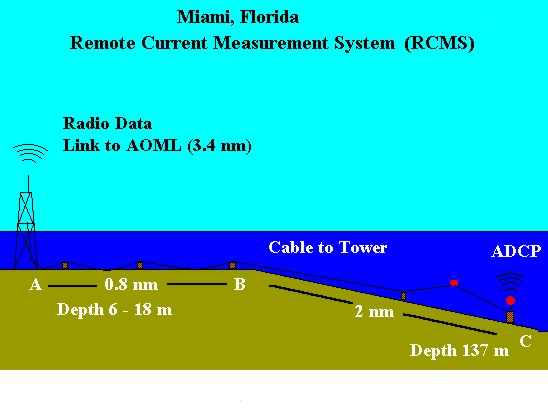 Miami, Florida
Remote Current Measurement System (RCMS)
Radio Data
Link to AOML (3.4 nm)
Cable to Tower
ADCP
A
0.8 nm
B
Depth 6 - 18 m
2 nm
C
Depth 137 m